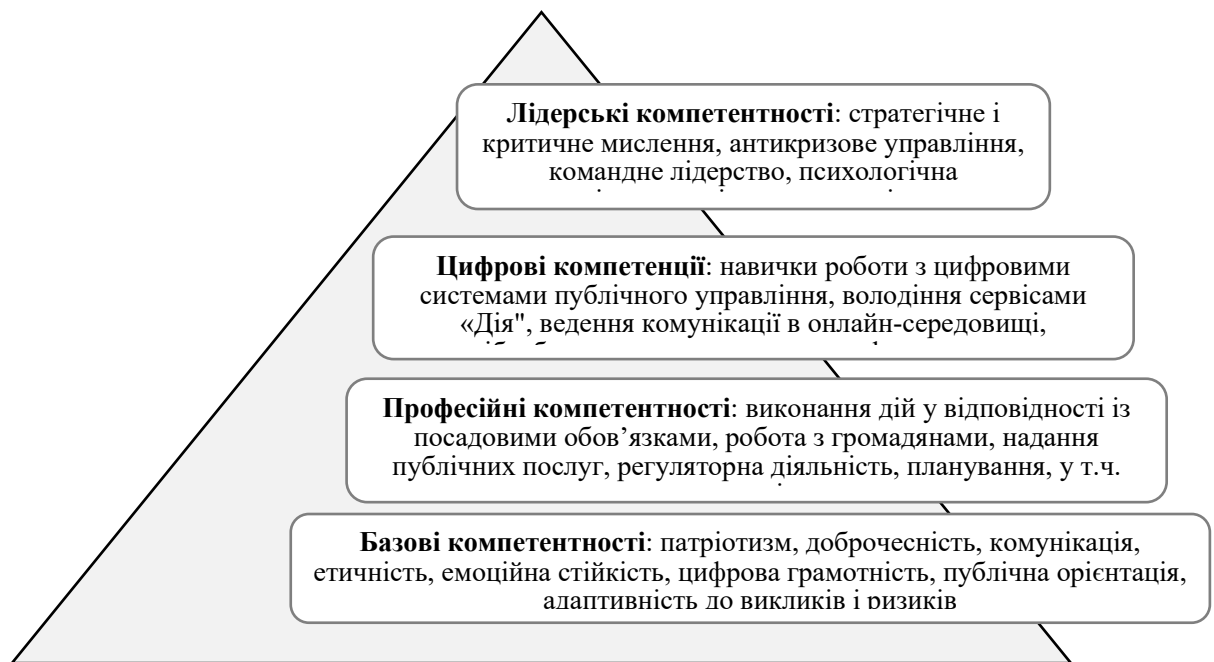 Лідерські компетентності: стратегічне і
критичне мислення, антикризове управління,
командне лідерство, психологічна
Цифрові компетенції: навички роботи з цифровими
системами публічного управління, володіння сервісами
«Дія", ведення комунікації в онлайн-середовищі,
Професійні компетентності: виконання дій у відповідності із
посадовими обов’язками, робота з громадянами, надання
публічних послуг, регуляторна діяльність, планування, у т.ч.
Базові компетентності: патріотизм, доброчесність, комунікація,
етичність, емоційна стійкість, цифрова грамотність, публічна орієнтація,
адаптивність до викликів і ризиків